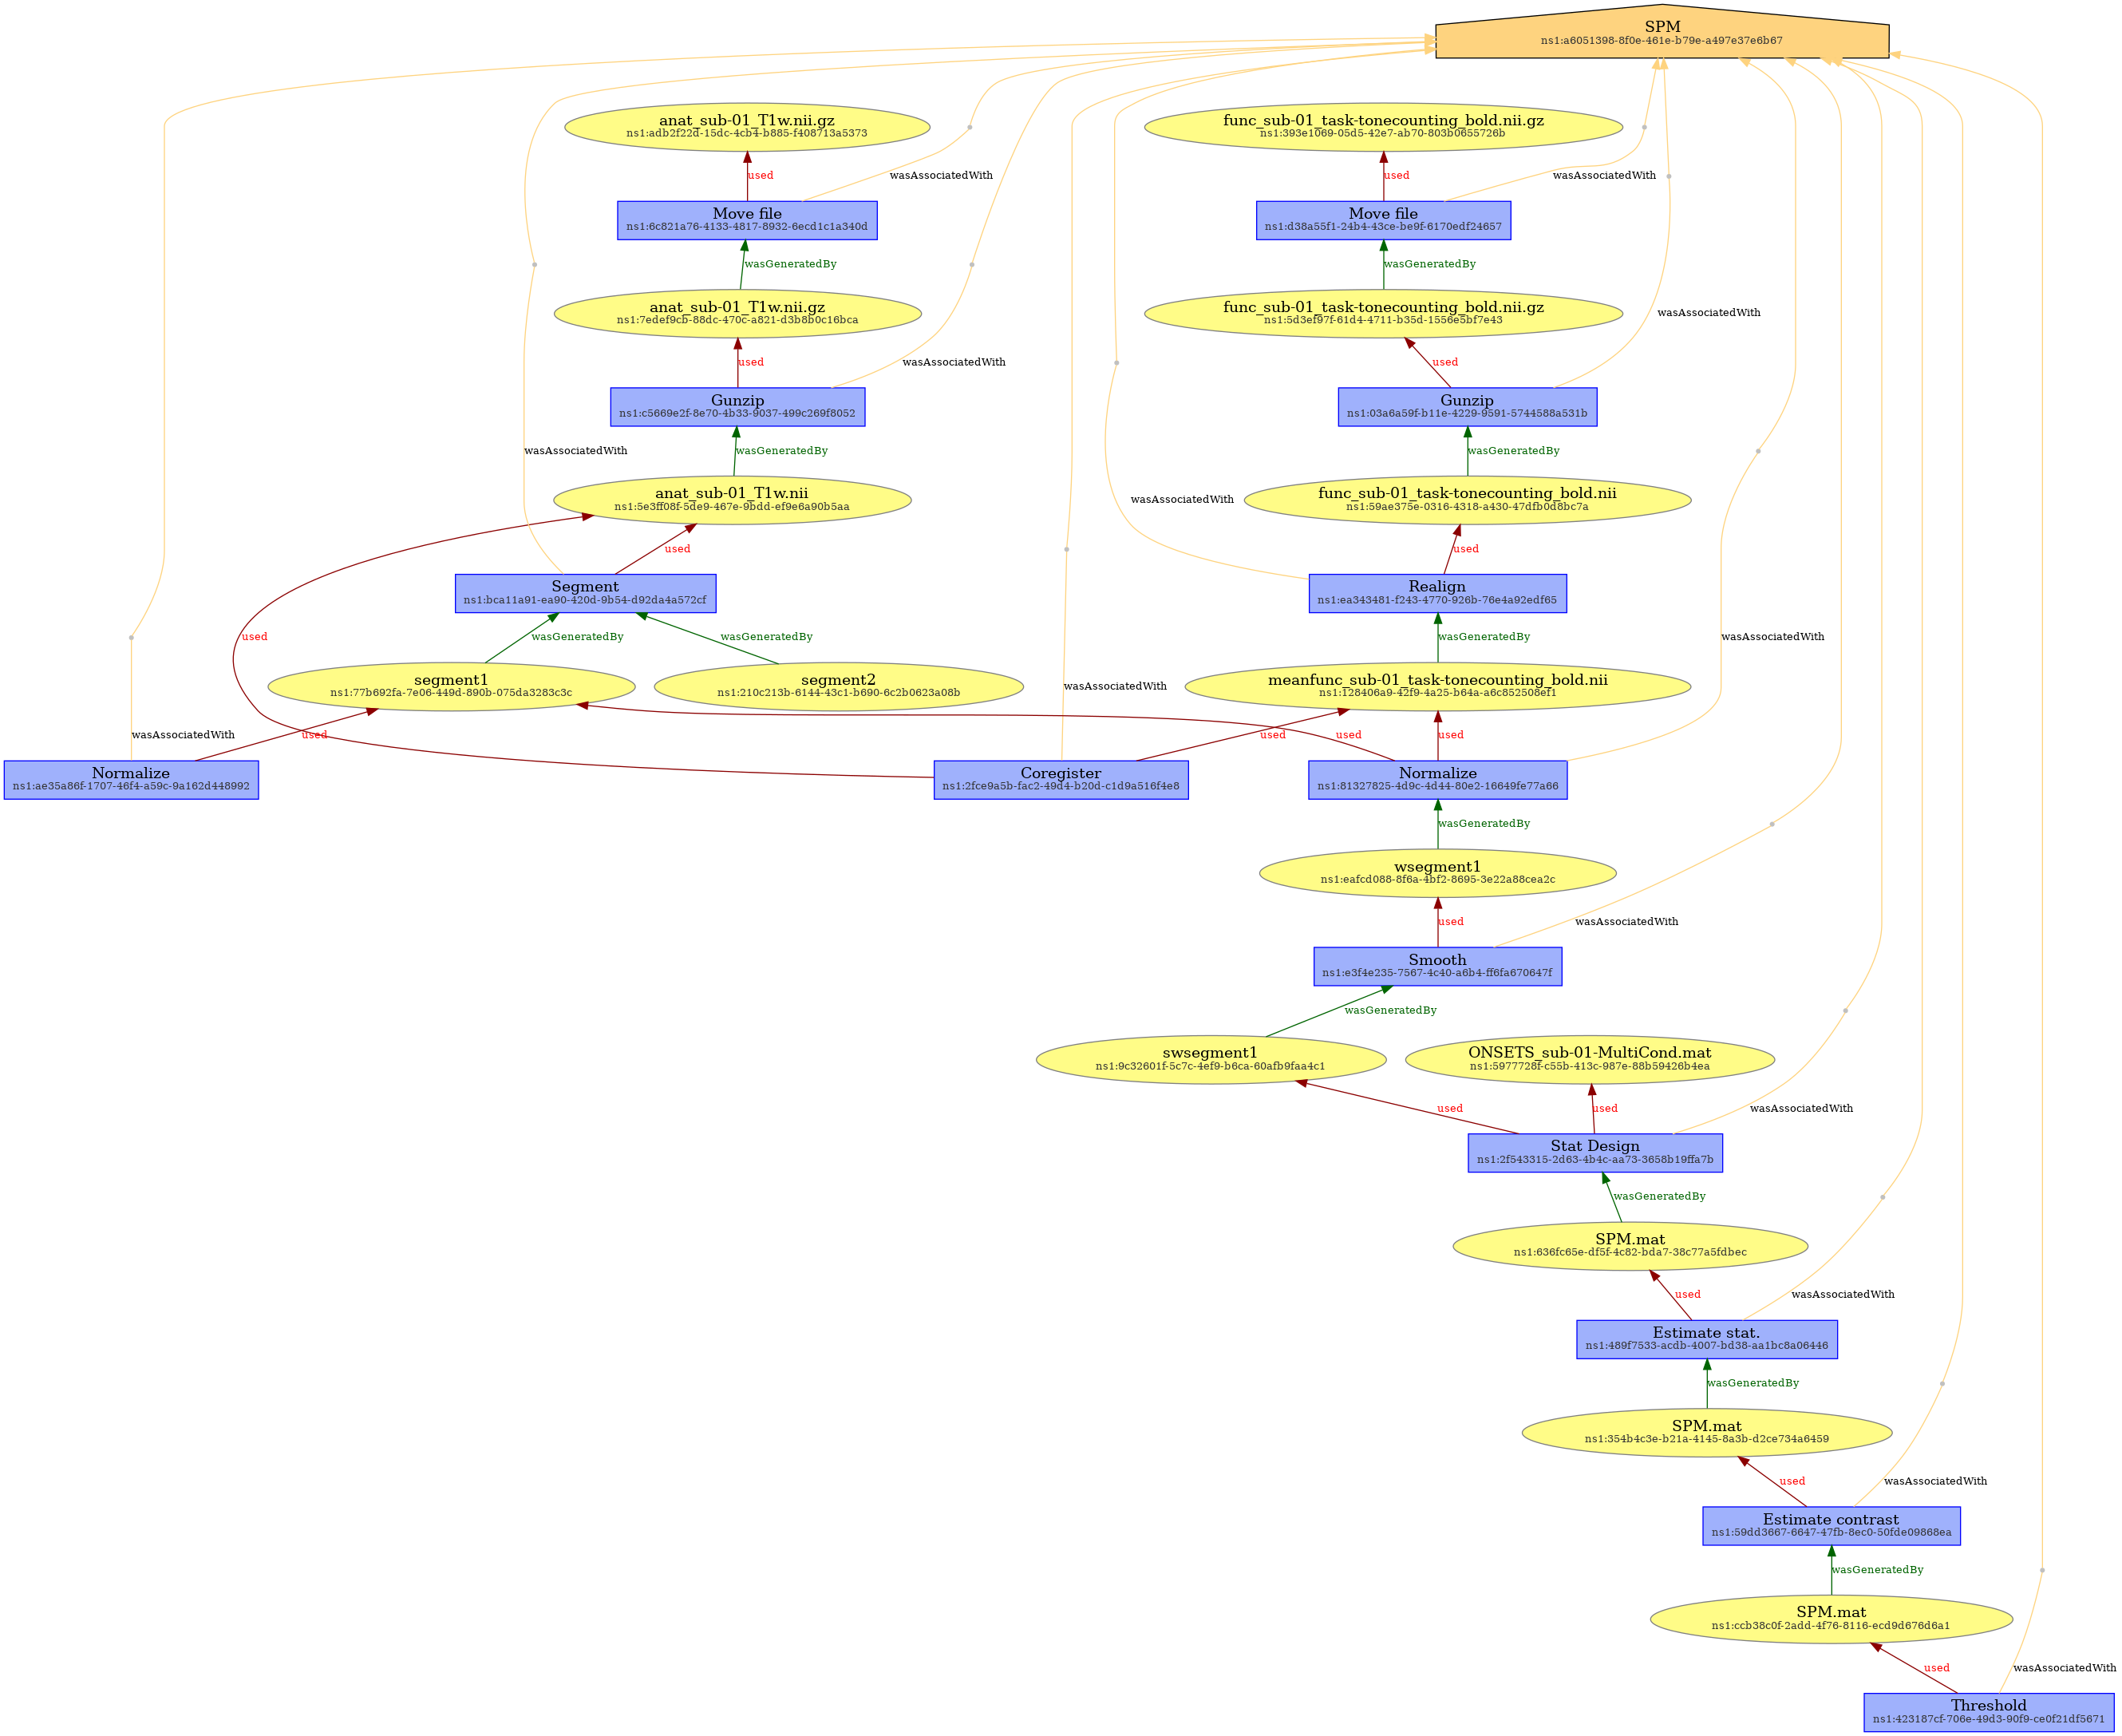 SPM
ns1:a6051398-8f0e-461e-b79e-a497e37e6b67
anat_sub-01_T1w.nii.gz
ns1:adb2f22d-15dc-4cb4-b885-f408713a5373
func_sub-01_task-tonecounting_bold.nii.gz
ns1:393e1069-05d5-42e7-ab70-803b0655726b
used
wasAssociatedWith
used
wasAssociatedWith
Move file
ns1:6c821a76-4133-4817-8932-6ecd1c1a340d
Move file
ns1:d38a55f1-24b4-43ce-be9f-6170edf24657
wasGeneratedBy
wasGeneratedBy
anat_sub-01_T1w.nii.gz
ns1:7edef9cb-88dc-470c-a821-d3b8b0c16bca
func_sub-01_task-tonecounting_bold.nii.gz
ns1:5d3ef97f-61d4-4711-b35d-1556e5bf7e43
wasAssociatedWith
used
wasAssociatedWith
used
Gunzip
ns1:c5669e2f-8e70-4b33-9037-499c269f8052
Gunzip
ns1:03a6a59f-b11e-4229-9591-5744588a531b
wasAssociatedWith
wasGeneratedBy
wasGeneratedBy
anat_sub-01_T1w.nii
ns1:5e3ff08f-5de9-467e-9bdd-ef9e6a90b5aa
wasAssociatedWith
func_sub-01_task-tonecounting_bold.nii
ns1:59ae375e-0316-4318-a430-47dfb0d8bc7a
used
used
Segment
ns1:bca11a91-ea90-420d-9b54-d92da4a572cf
Realign
ns1:ea343481-f243-4770-926b-76e4a92edf65
used
wasGeneratedBy
wasGeneratedBy
wasGeneratedBy
wasAssociatedWith
segment1
ns1:77b692fa-7e06-449d-890b-075da3283c3c
segment2
ns1:210c213b-6144-43c1-b690-6c2b0623a08b
wasAssociatedWith
meanfunc_sub-01_task-tonecounting_bold.nii
ns1:128406a9-42f9-4a25-b64a-a6c852508ef1
wasAssociatedWith
used
used
used
used
Normalize
ns1:ae35a86f-1707-46f4-a59c-9a162d448992
Coregister
ns1:2fce9a5b-fac2-49d4-b20d-c1d9a516f4e8
Normalize
ns1:81327825-4d9c-4d44-80e2-16649fe77a66
wasGeneratedBy
wsegment1
ns1:eafcd088-8f6a-4bf2-8695-3e22a88cea2c
used
wasAssociatedWith
Smooth
ns1:e3f4e235-7567-4c40-a6b4-ff6fa670647f
wasGeneratedBy
swsegment1
ns1:9c32601f-5c7c-4ef9-b6ca-60afb9faa4c1
ONSETS_sub-01-MultiCond.mat
ns1:5977728f-c55b-413c-987e-88b59426b4ea
used
used
wasAssociatedWith
Stat Design
ns1:2f543315-2d63-4b4c-aa73-3658b19ffa7b
wasGeneratedBy
SPM.mat
ns1:636fc65e-df5f-4c82-bda7-38c77a5fdbec
used
wasAssociatedWith
Estimate stat.
ns1:489f7533-acdb-4007-bd38-aa1bc8a06446
wasGeneratedBy
SPM.mat
ns1:354b4c3e-b21a-4145-8a3b-d2ce734a6459
used
wasAssociatedWith
Estimate contrast
ns1:59dd3667-6647-47fb-8ec0-50fde09868ea
wasGeneratedBy
SPM.mat
ns1:ccb38c0f-2add-4f76-8116-ecd9d676d6a1
used
wasAssociatedWith
Threshold
ns1:423187cf-706e-49d3-90f9-ce0f21df5671